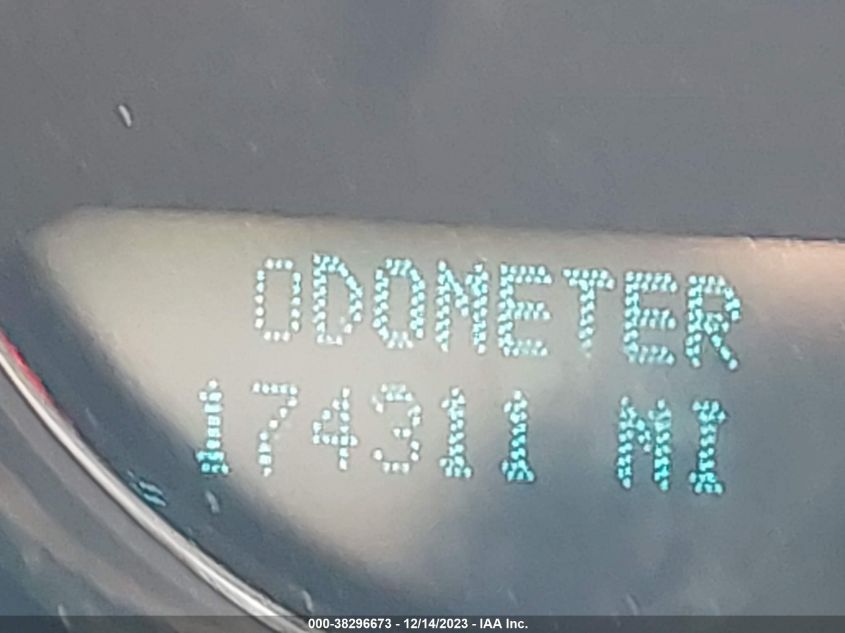 ODOMETER
174311 MI
000-38296673 - 12/14/2023 - IAA Inc.